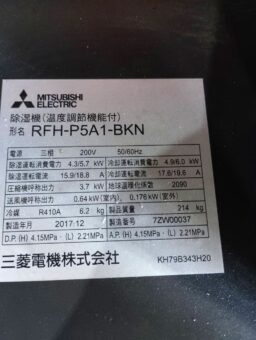 MITSUBISHI
ELECTRIC
除湿機(温度調節機能付)
形名 RFH-P5A1-BKN
電源 三相 200V 50/60Hz
除湿運転消費電力 4.3/5.7 kW 冷却運転消費電力 4.9/6.0 kW
除湿運転電流 15.9/18.8 A 冷却運転電流 17.6/19.6 A
圧縮機呼称出力 3.7 kW 地球温暖化係数 2090
送風機呼称出力 0.64 kW(室内), 0.176 kW(室外)
冷媒 R410A 6.2 kg 製品質量 214 kg
製造年月 2017.12 製造番号 7ZW00037
D.P.(H) 4.15MPa・(L) 2.21MPa A.P.(H) 4.15MPa・(L) 2.21MPa
三菱電機株式会社
KH79B343H20